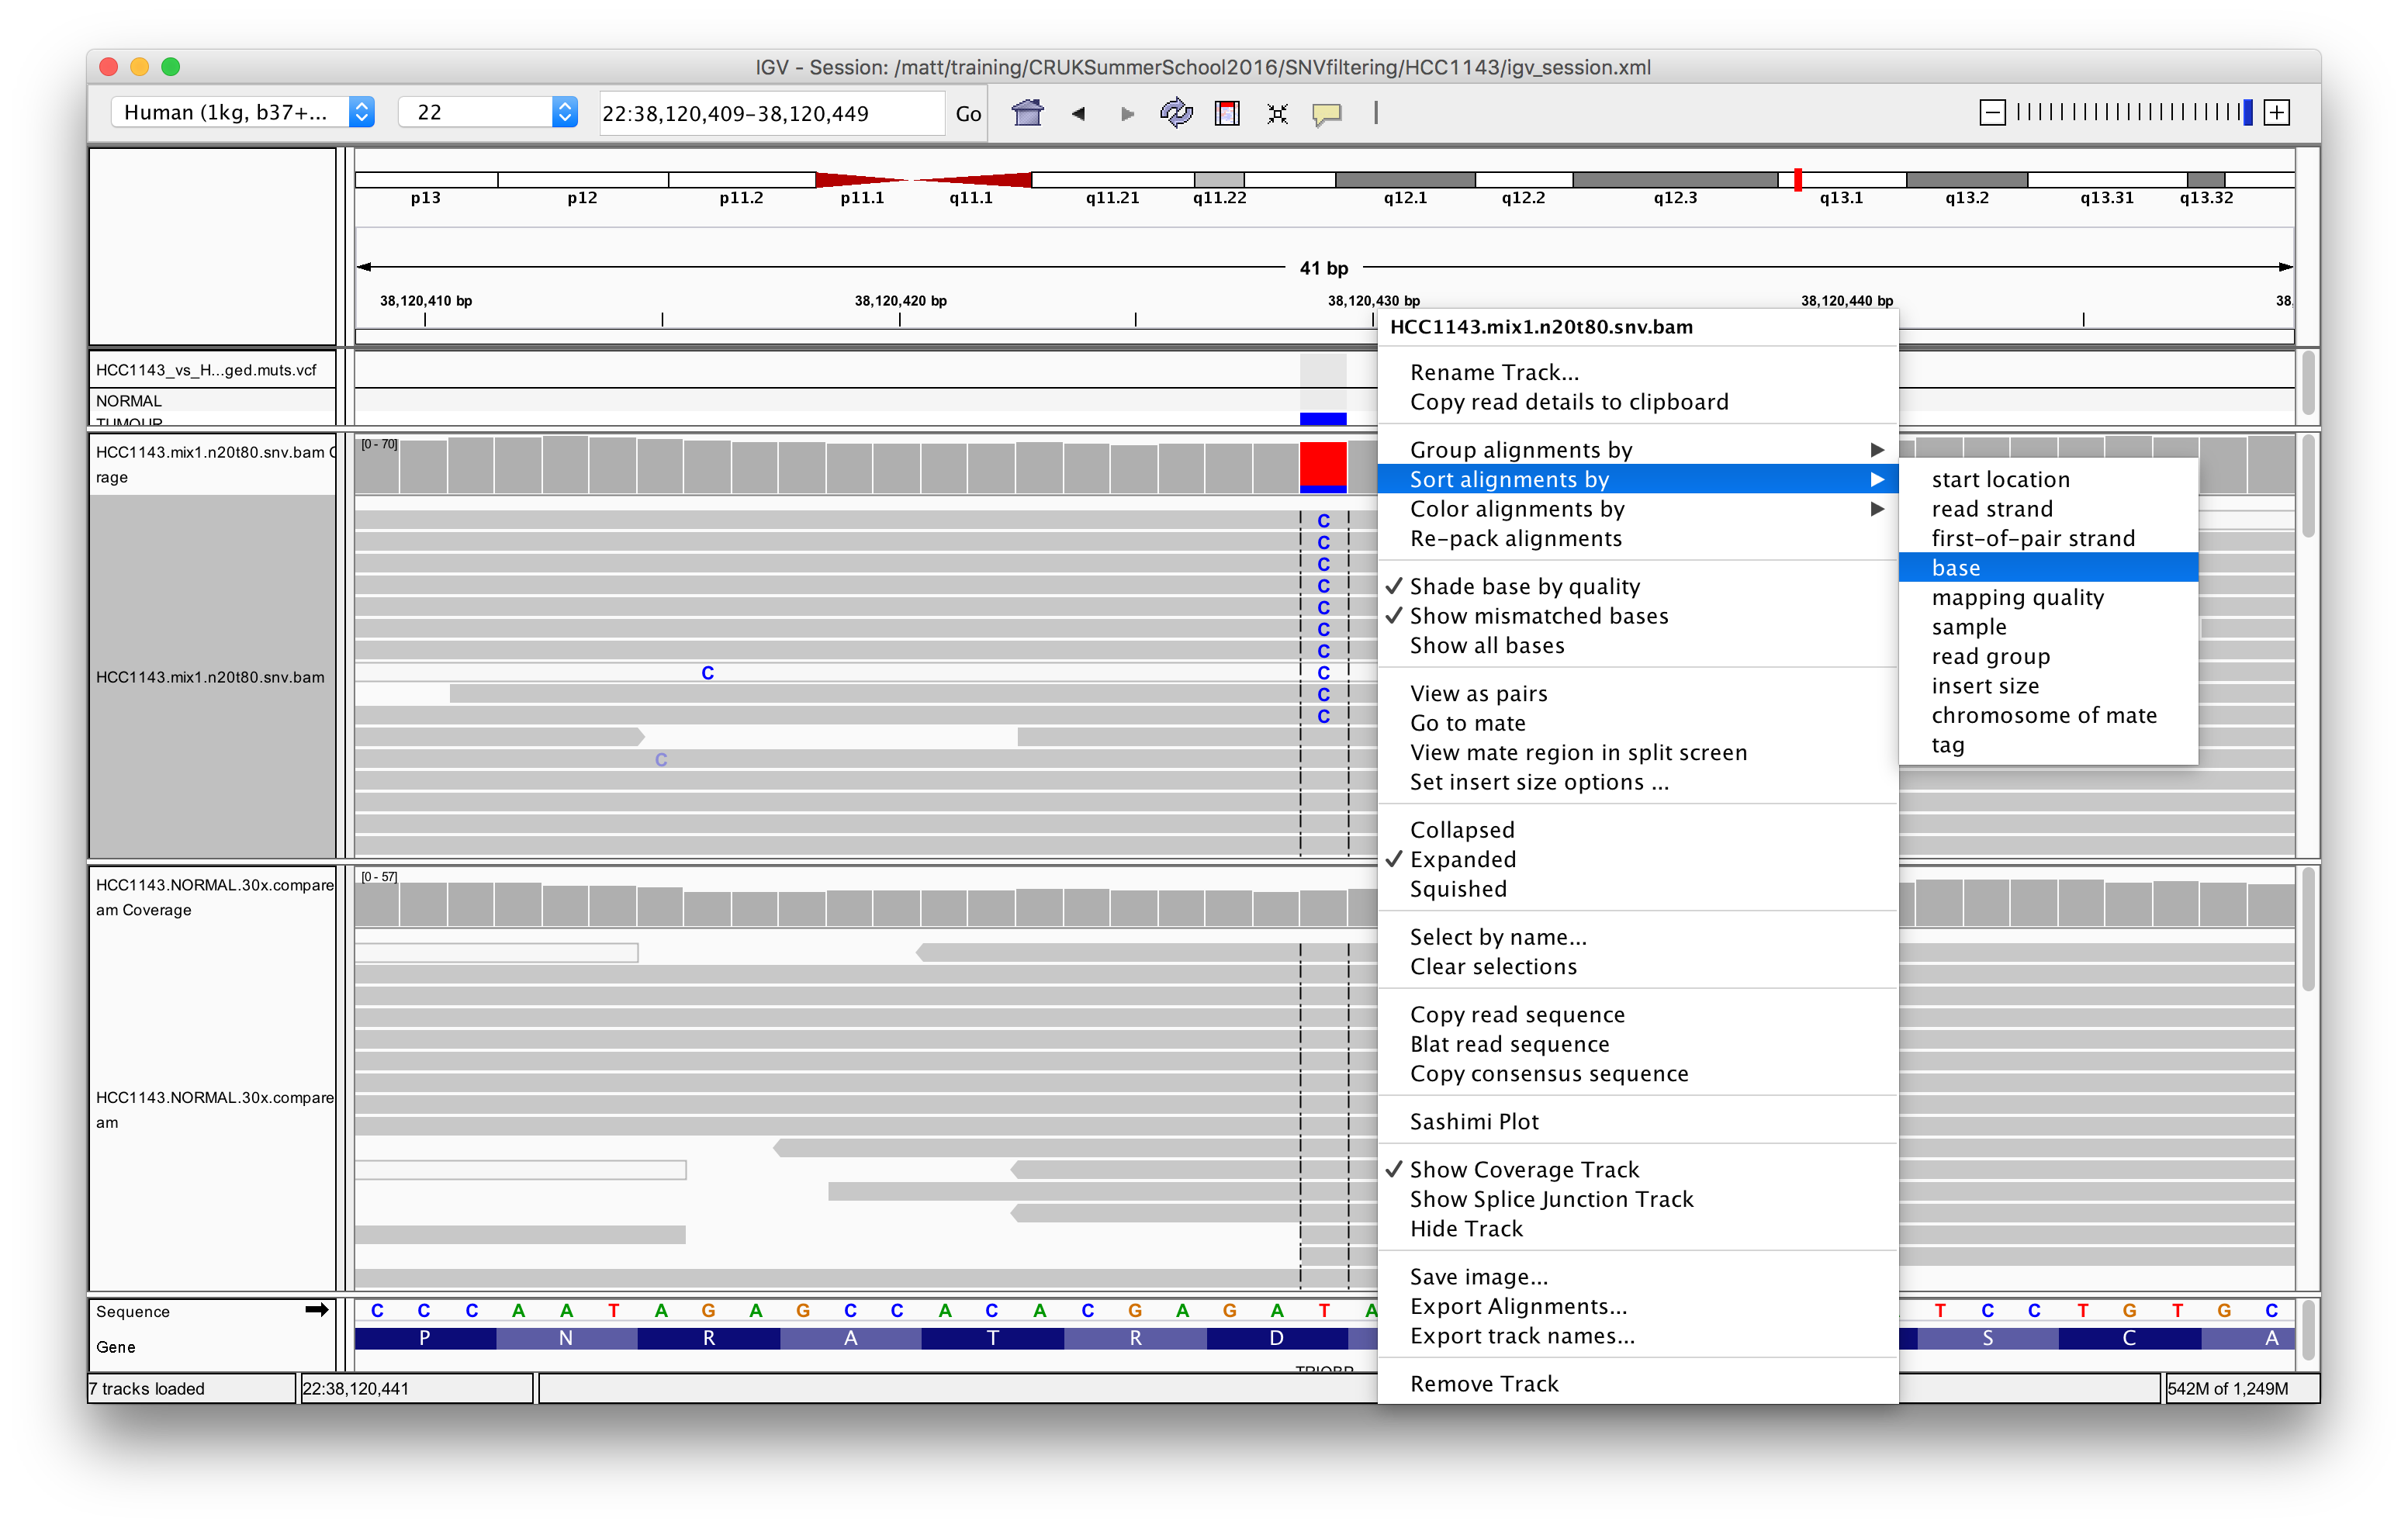 IGV - Session: /matt/training/CRUKSummerSchool2016/SNVfiltering/HCC1143/igv_session.xml
Human (1kg, b37+... 22 22:38,120,409-38,120,449 Go
p13 p12 p11.2 p11.1 q11.1 q11.21 q11.22 q12.1 q12.2 q12.3 q13.1 q13.2 q13.31 q13.32
41 bp
38,120,410 bp 38,120,420 bp 38,120,430 bp 38,120,440 bp 38,
HCC1143_vs_H...ged.muts.vcf
NORMAL
TUMOUR
HCC1143.mix1.n20t80.snv.bam C
rage
[0 - 70]
C
C
C
C
C
C
C
C C
C
C
C
HCC1143.mix1.n20t80.snv.bam
HCC1143.NORMAL.30x.compare
am Coverage
[0 - 57]
HCC1143.NORMAL.30x.compare
am
HCC1143.mix1.n20t80.snv.bam
Rename Track...
Copy read details to clipboard
Group alignments by
Sort alignments by
Color alignments by
Re-pack alignments
Shade base by quality
Show mismatched bases
Show all bases
View as pairs
Go to mate
View mate region in split screen
Set insert size options ...
Collapsed
Expanded
Squished
Select by name...
Clear selections
Copy read sequence
Blat read sequence
Copy consensus sequence
Sashimi Plot
Show Coverage Track
Show Splice Junction Track
Hide Track
Save image...
Export Alignments...
Export track names...
Remove Track
start location
read strand
first-of-pair strand
base
mapping quality
sample
read group
insert size
chromosome of mate
tag
Sequence C C C A A T A G A G C C A C A C G A G A T A T C C T G T G C
Gene P N R A T R D S C A
7 tracks loaded 22:38,120,441 542M of 1,249M